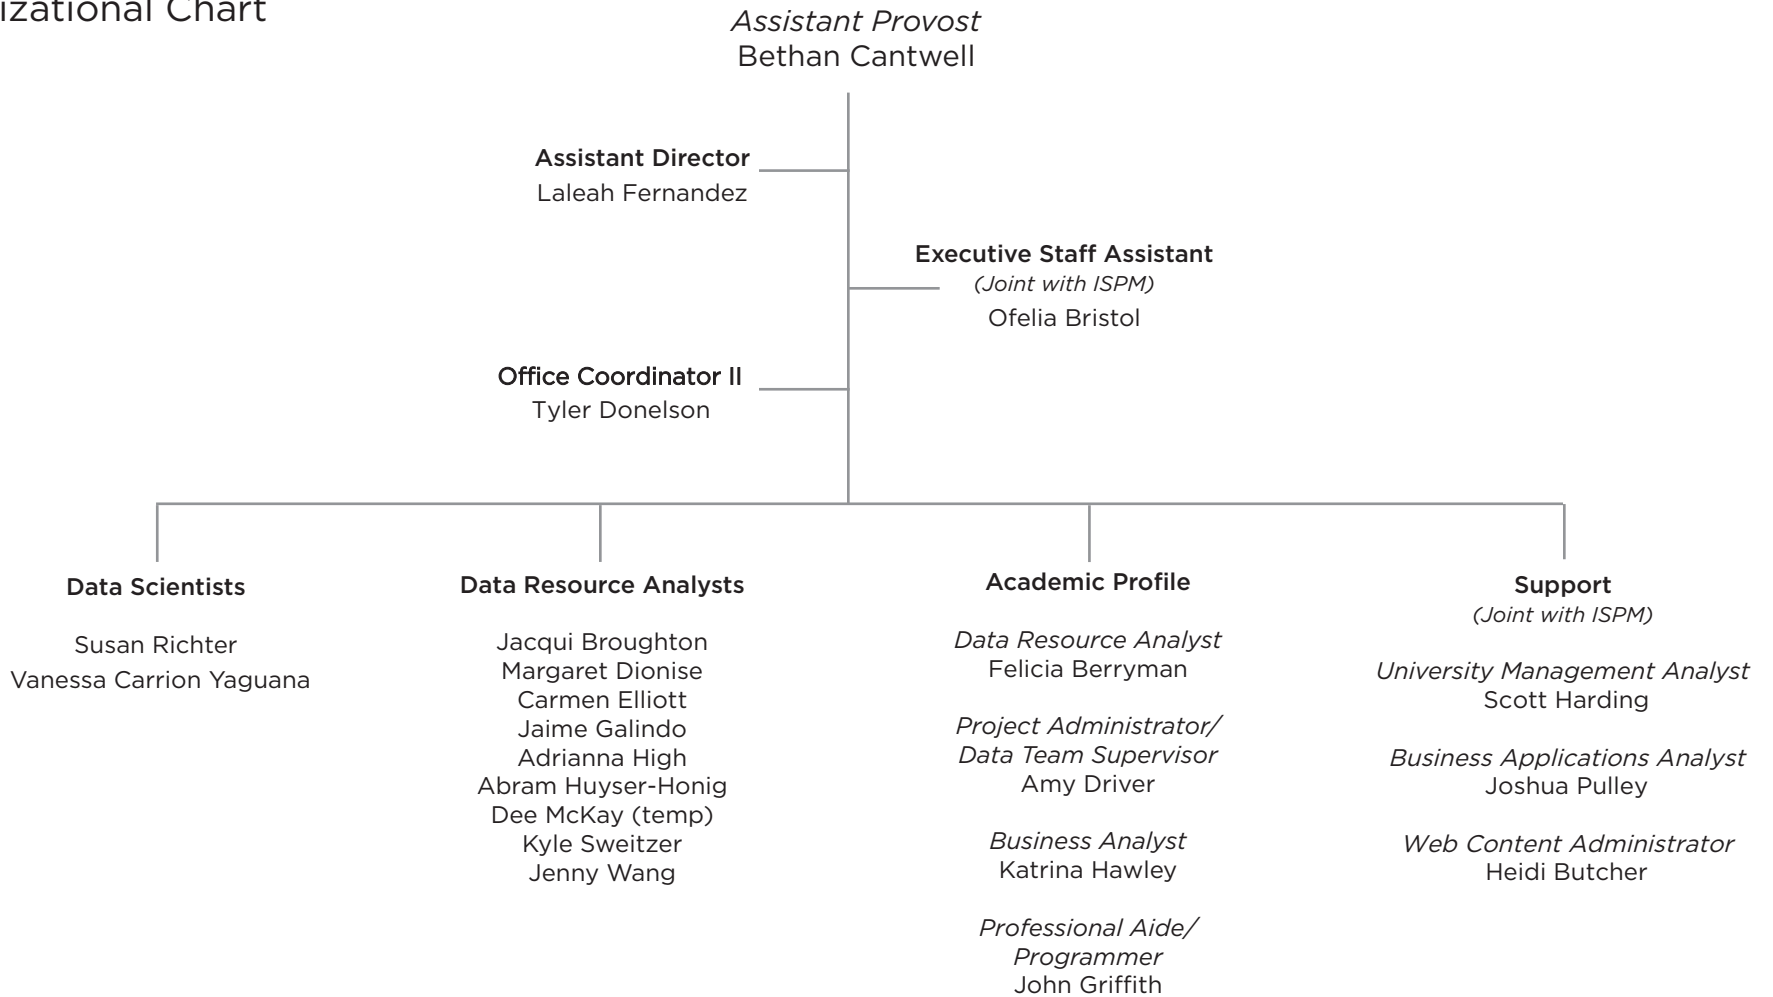 izational Chart
Assistant Provost
Bethan Cantwell
Assistant Director
Laleah Fernandez
Executive Staff Assistant
(Joint with ISPM)
Ofelia Bristol
Office Coordinator II
Tyler Donelson
Data Scientists
Susan Richter
Vanessa Carrion Yaguana
Data Resource Analysts
Jacqui Broughton
Margaret Dionise
Carmen Elliott
Jaime Galindo
Adrianna High
Abram Huyser-Honig
Dee McKay (temp)
Kyle Sweitzer
Jenny Wang
Academic Profile
Data Resource Analyst
Felicia Berryman
Project Administrator/
Data Team Supervisor
Amy Driver
Business Analyst
Katrina Hawley
Professional Aide/
Programmer
John Griffith
Support
(Joint with ISPM)
University Management Analyst
Scott Harding
Business Applications Analyst
Joshua Pulley
Web Content Administrator
Heidi Butcher